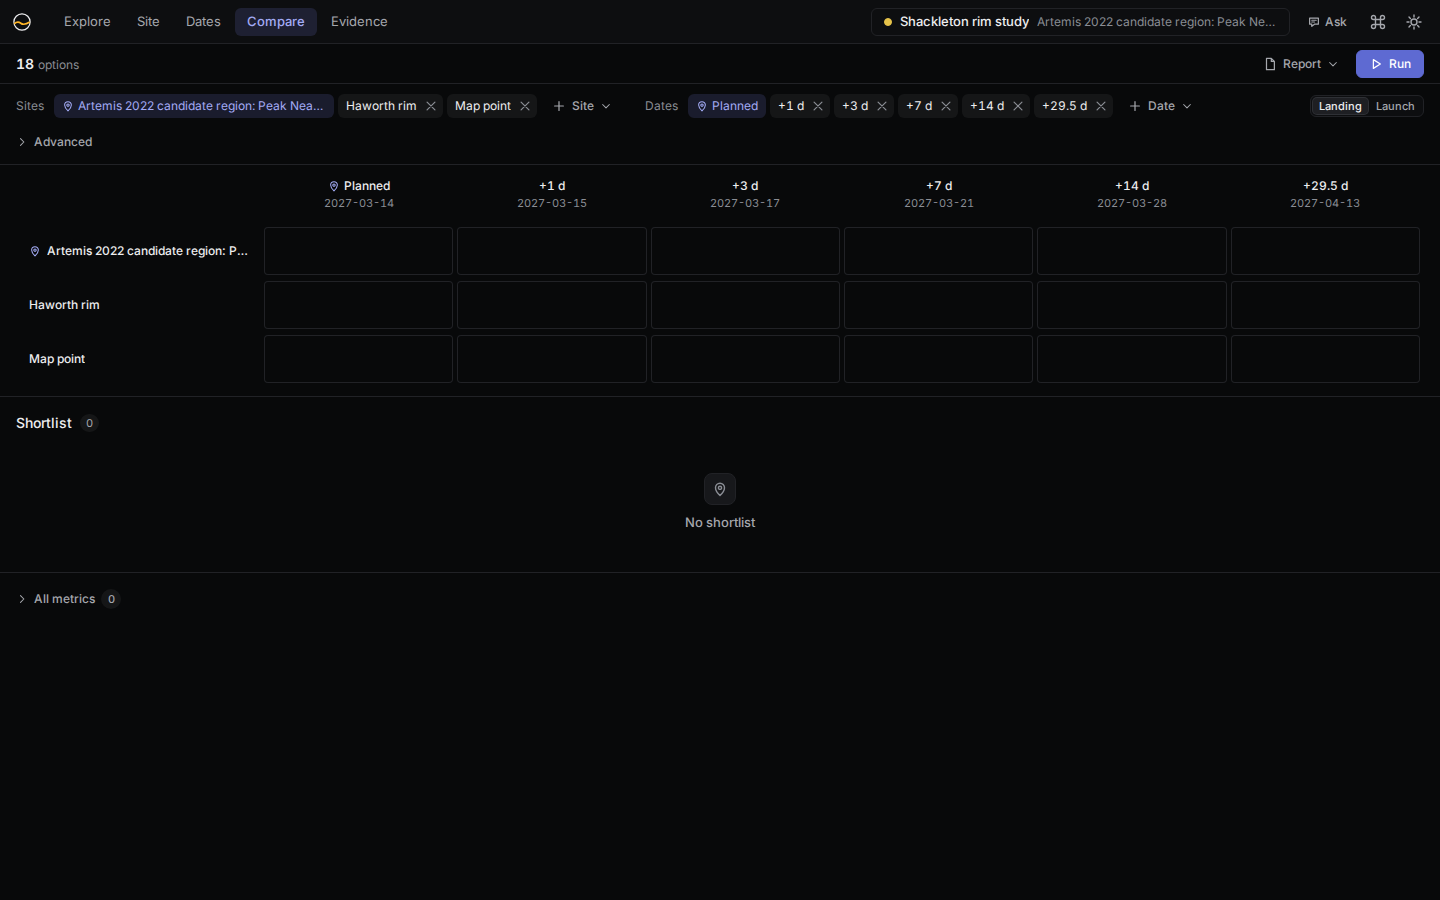 Explore Site Dates Compare Evidence Shackleton rim study Artemis 2022 candidate region: Peak Ne... Ask
18 options Report Run
Sites Artemis 2022 candidate region: Peak Nea... Haworth rim Map point Site Dates Planned +1 d +3 d +7 d +14 d +29.5 d Date Landing Launch
Advanced
Planned +1 d +3 d +7 d +14 d +29.5 d
2027-03-14 2027-03-15 2027-03-17 2027-03-21 2027-03-28 2027-04-13
Artemis 2022 candidate region: P...
Haworth rim
Map point
Shortlist 0
No shortlist
All metrics 0